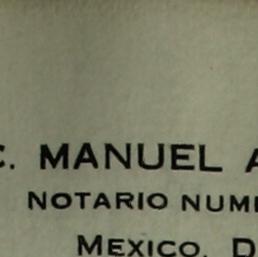 C. MANUEL A
NOTARIO NUM
MEXICO, D